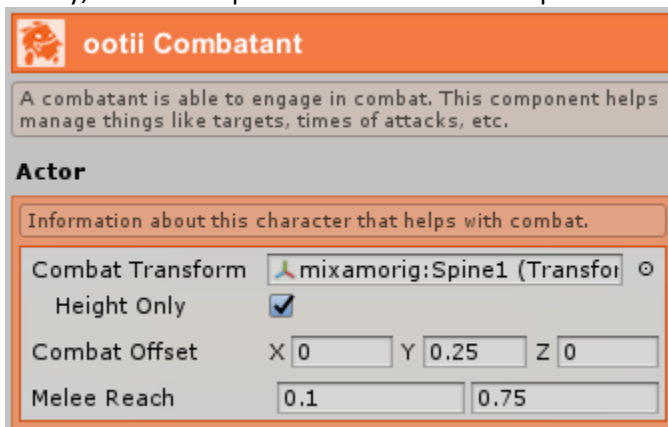 ootii Combatant
A combatant is able to engage in combat. This component helps
manage things like targets, times of attacks, etc.
Actor
Information about this character that helps with combat.
Combat Transform mixamorig:Spine1 (Transfor
Height Only
Combat Offset X 0 Y 0.25 Z 0
Melee Reach 0.1 0.75